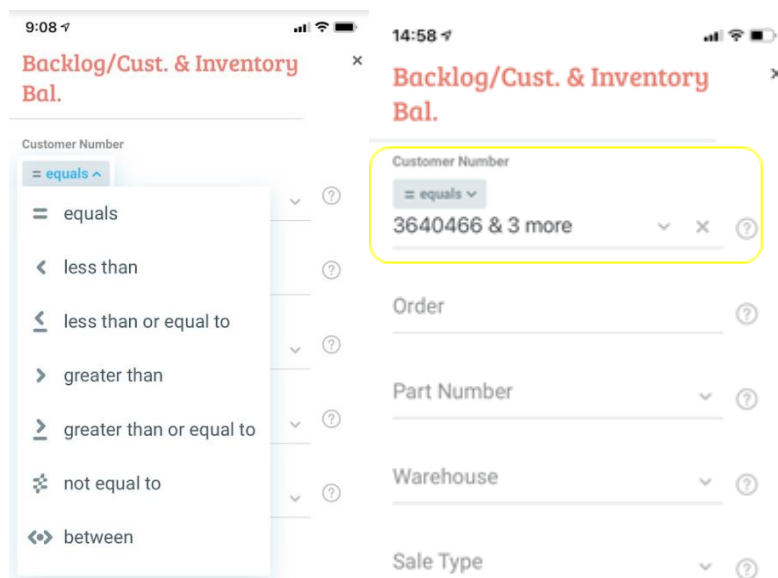 9:08
Backlog/Cust. & Inventory
Bal.
Customer Number
= equals
equals
less than
less than or equal to
greater than
greater than or equal to
not equal to
between
14:58
Backlog/Cust. & Inventory
Bal.
Customer Number
= equals
3640466 & 3 more
Order
Part Number
Warehouse
Sale Type